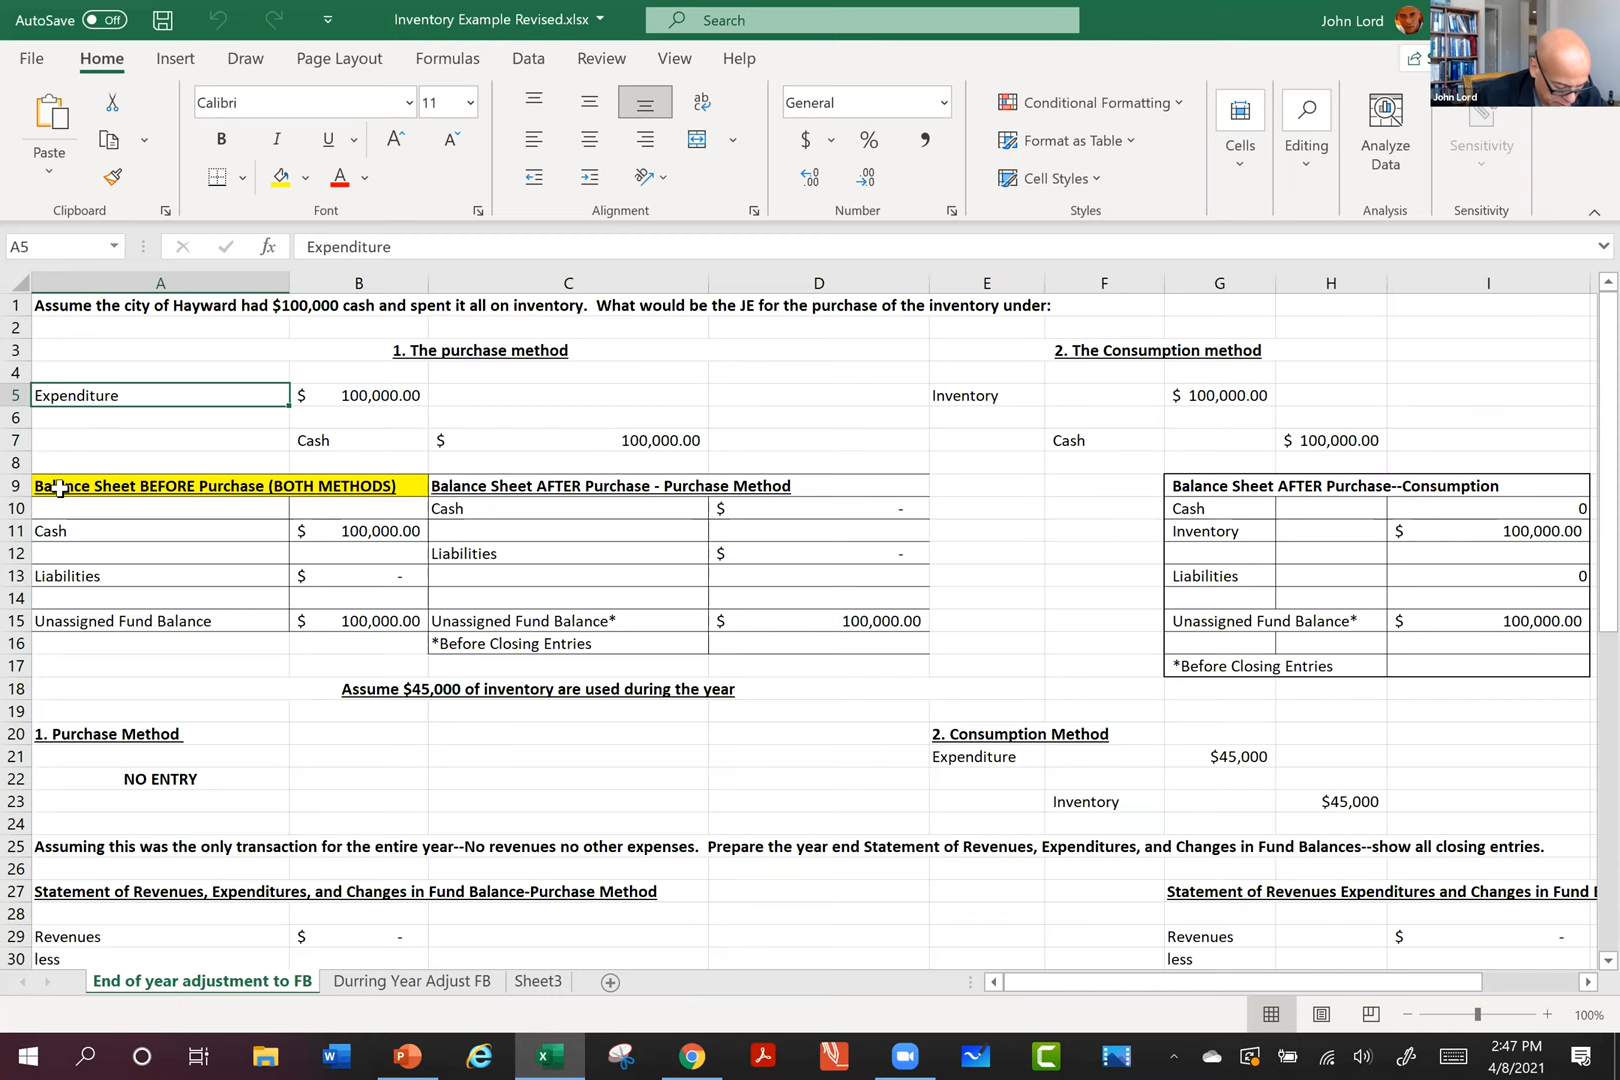 AutoSave Off Inventory Example Revised.xlsx Search John Lord
File Home Insert Draw Page Layout Formulas Data Review View Help
John Lord
Paste Calibri 11 General Conditional Formatting Format as Table Cell Styles Cells Editing Analyze Data Sensitivity
Clipboard Font Alignment Number Styles Analysis Sensitivity
A5 fx Expenditure
A B C D E F G H I
1 Assume the city of Hayward had $100,000 cash and spent it all on inventory. What would be the JE for the purchase of the inventory under:
2
3 1. The purchase method 2. The Consumption method
4
5 Expenditure $ 100,000.00 Inventory $ 100,000.00
6
7 Cash $ 100,000.00 Cash $ 100,000.00
8
9 Balance Sheet BEFORE Purchase (BOTH METHODS) Balance Sheet AFTER Purchase - Purchase Method Balance Sheet AFTER Purchase--Consumption
10 Cash $ - Cash 0
11 Cash $ 100,000.00 Inventory $ 100,000.00
12 Liabilities $ -
13 Liabilities $ - Liabilities 0
14
15 Unassigned Fund Balance $ 100,000.00 Unassigned Fund Balance* $ 100,000.00 Unassigned Fund Balance* $ 100,000.00
16 *Before Closing Entries
17 *Before Closing Entries
18 Assume $45,000 of inventory are used during the year
19
20 1. Purchase Method 2. Consumption Method
21 Expenditure $45,000
22 NO ENTRY
23 Inventory $45,000
24
25 Assuming this was the only transaction for the entire year--No revenues no other expenses. Prepare the year end Statement of Revenues, Expenditures, and Changes in Fund Balances--show all closing entries.
26
27 Statement of Revenues, Expenditures, and Changes in Fund Balance-Purchase Method Statement of Revenues Expenditures and Changes in Fund
28
29 Revenues $ - Revenues $ -
30 less less
End of year adjustment to FB Durring Year Adjust FB Sheet3
100%
2:47 PM
4/8/2021